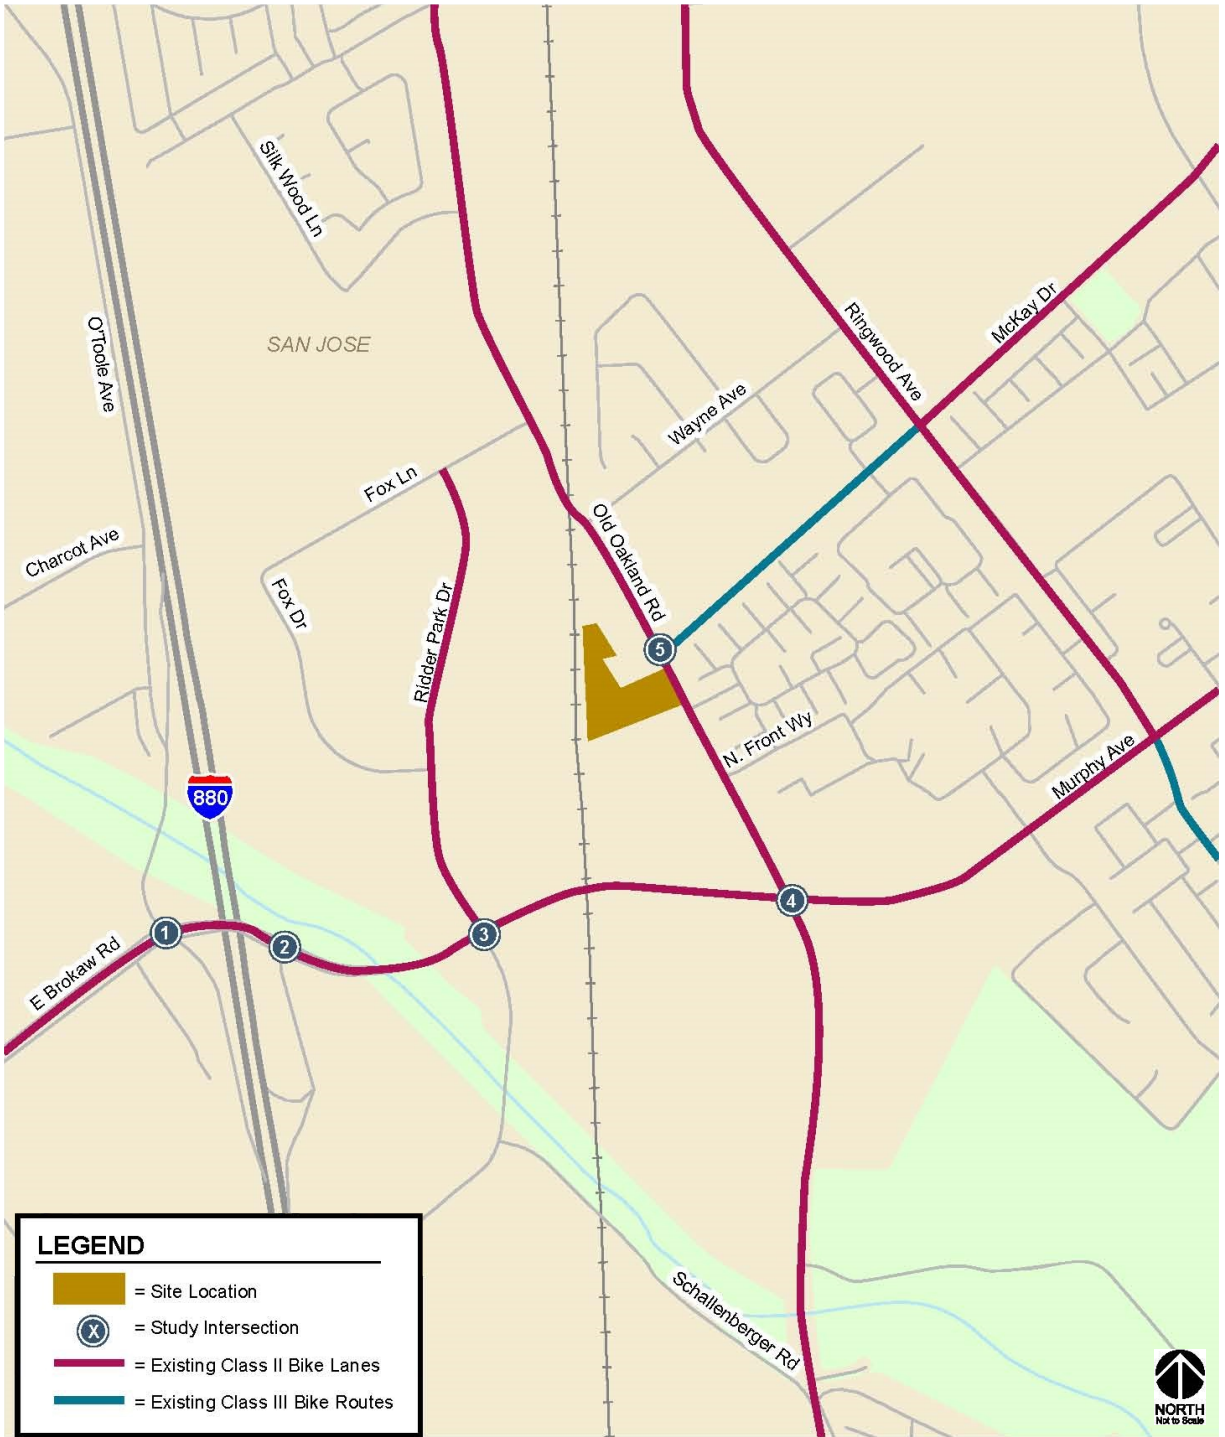 Silk Wood Ln
O'Toole Ave
SAN JOSE
McKay Dr
Ringwood Ave
Wayne Ave
Fox Ln
Old Oakland Rd
Charcot Ave
Fox Dr
Ridder Park Dr
5
N. Front Wy
Murphy Ave
880
4
1
2
3
E Brokaw Rd
Schallenberger Rd
LEGEND
= Site Location
X = Study Intersection
= Existing Class II Bike Lanes
= Existing Class III Bike Routes
NORTH
Not to Scale